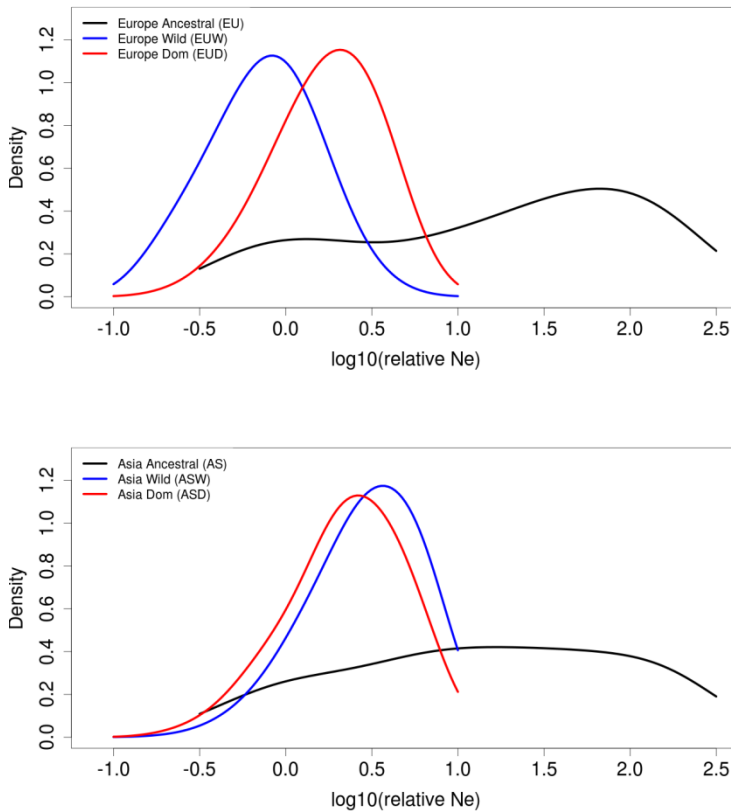 Europe Ancestral (EU)
Europe Wild (EUW)
Europe Dom (EUD)
Density
0.0 0.2 0.4 0.6 0.8 1.0 1.2
-1.0 -0.5 0.0 0.5 1.0 1.5 2.0 2.5
log10(relative Ne)
Asia Ancestral (AS)
Asia Wild (ASW)
Asia Dom (ASD)
Density
0.0 0.2 0.4 0.6 0.8 1.0 1.2
-1.0 -0.5 0.0 0.5 1.0 1.5 2.0 2.5
log10(relative Ne)